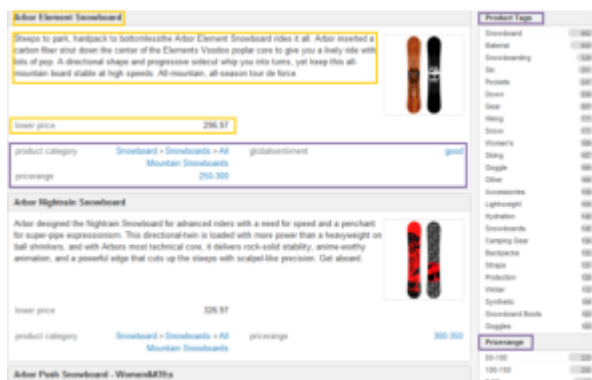 Arbor Element Snowboard
Steeps to park, hardpack to bottomlessthe Arbor Element Snowboard rides it all. Arbor inserted a
carbon fiber strut down the center of the Elements Voodoo poplar core to give you a lively ride with
lots of pop. A directional shape and progressive sidecut whip you into turns, yet keep this all-
mountain board stable at high speeds. All-mountain, all-season tour de force.
lower price 296.97
product category Snowboard > Snowboards > All
Mountain Snowboards
globalsentiment good
pricerange 250-300
Arbor Nightrain Snowboard
Arbor designed the Nightrain Snowboard for advanced riders with a need for speed and a penchant
for super-pipe expressionism. This directional-twin is loaded with more power than a heavyweight on
ball shrinkers, and with Arbors most technical core, it delivers rock-solid stability, anime-worthy
animation, and a powerful edge that cuts up the steeps with scalpel-like precision. Get aboard.
lower price 326.97
product category Snowboard > Snowboards > All
Mountain Snowboards
pricerange 300-350
Arbor Push Snowboard - Women&#39;s
Product Tags
Snowboard
Material
Snowboarding
Ski
Pockets
Down
Gear
Hiking
Snow
Women's
Skiing
Goggle
Other
Accessories
Lightweight
Hydration
Snowboards
Camping Gear
Backpacks
Straps
Protection
Winter
Synthetic
Snowboard Boots
Goggles
Pricerange
50-100
100-150